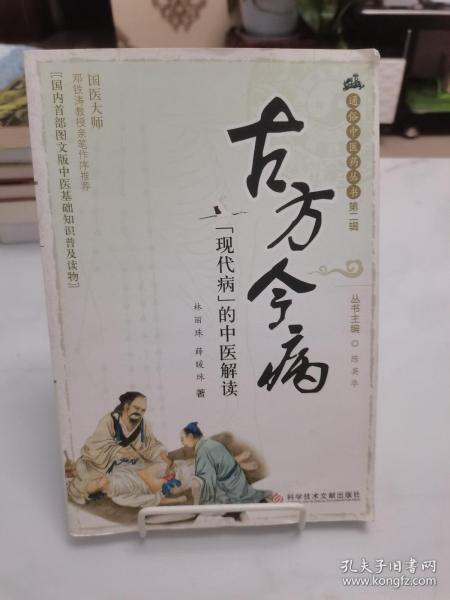 通俗中医药丛书 第二辑
丛书主编◎陈英华
古方今病
「现代病」的中医解读
林丽珠 薛暖珠 著
国医大师
邓铁涛教授亲笔作序推荐
【国内首部图文版中医基础知识普及读物】
科学技术文献出版社
孔夫子旧书网
www.kongfz.com